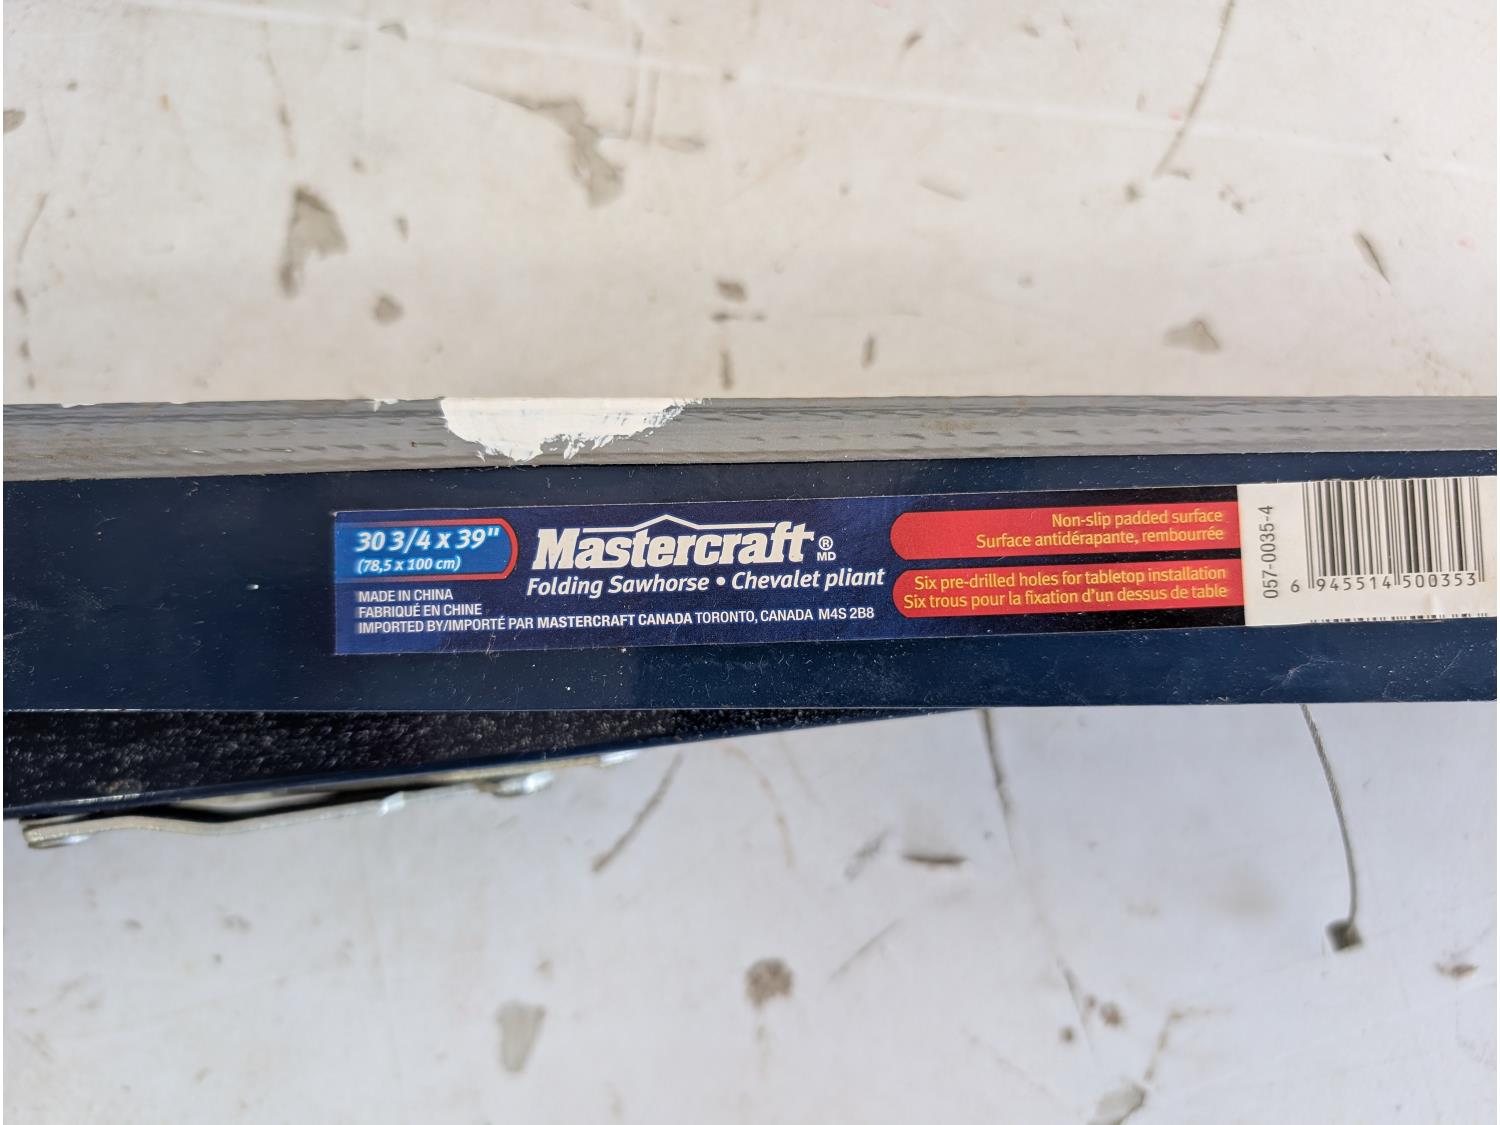 30 3/4 x 39"
(78,5 x 100 cm)
MADE IN CHINA
FABRIQUÉ EN CHINE
IMPORTED BY/IMPORTÉ PAR MASTERCRAFT CANADA TORONTO, CANADA M4S 2B8
Mastercraft®
MD
Folding Sawhorse • Chevalet pliant
Non-slip padded surface
Surface antidérapante, rembourrée
Six pre-drilled holes for tabletop installation
Six trous pour la fixation d'un dessus de table
057-0035-4
6 945514 500353